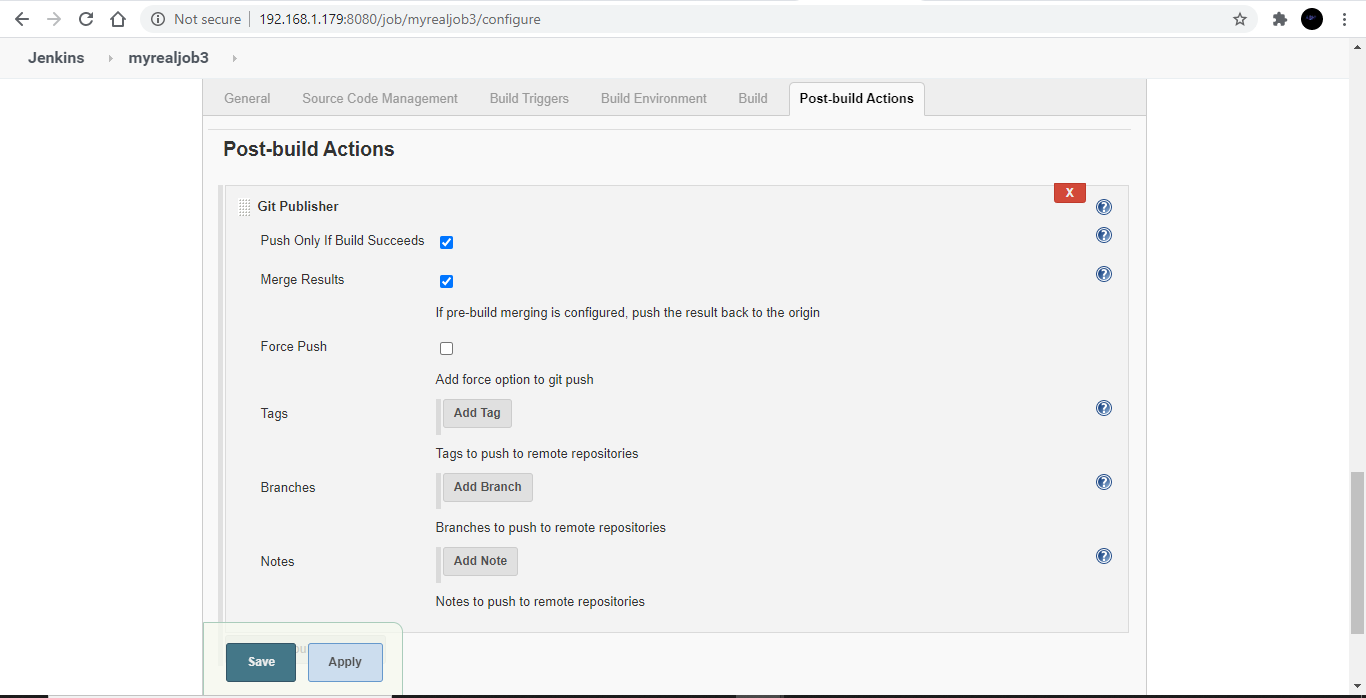 Not secure | 192.168.1.179:8080/job/myrealjob3/configure
Jenkins myrealjob3
General Source Code Management Build Triggers Build Environment Build Post-build Actions
Post-build Actions
X
Git Publisher
Push Only If Build Succeeds
Merge Results
If pre-build merging is configured, push the result back to the origin
Force Push
Add force option to git push
Tags Add Tag
Tags to push to remote repositories
Branches Add Branch
Branches to push to remote repositories
Notes Add Note
Notes to push to remote repositories
Save Apply